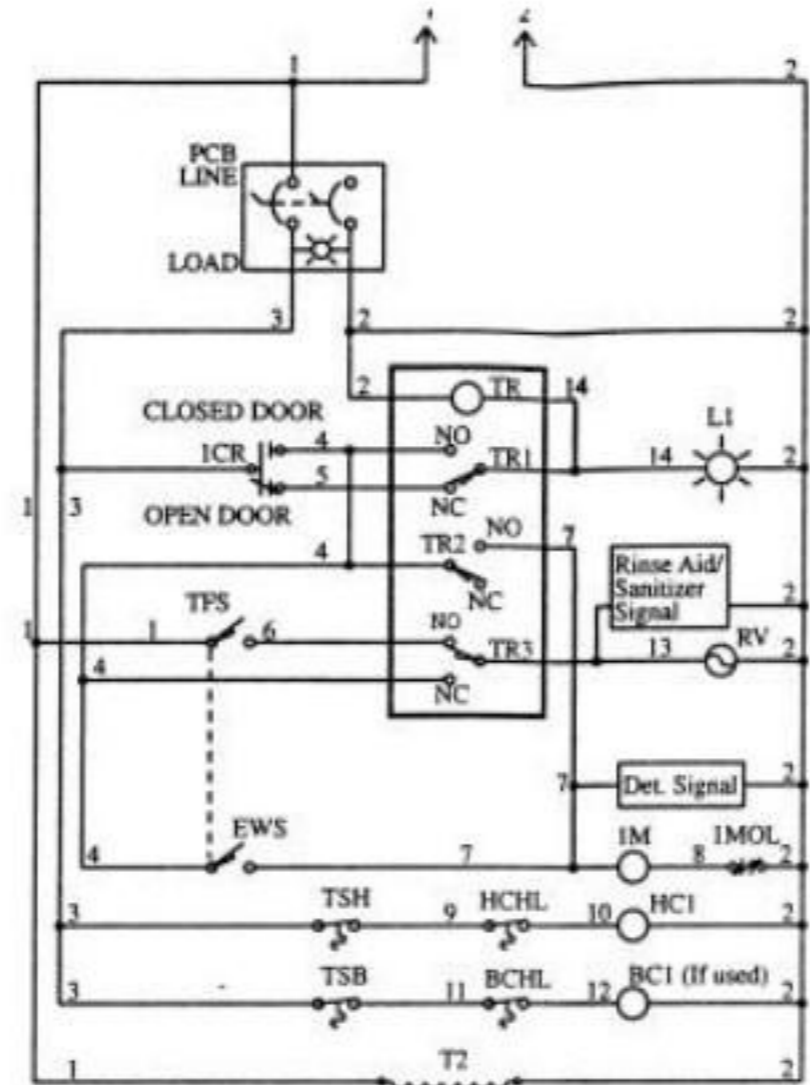 1 2
PCB
LINE
LOAD
3 2 2
2 TR 14
CLOSED DOOR L1
4 NO
1CR TR1 14 2
5
1 3 OPEN DOOR NC NO
4 TR2 7
Rinse Aid/
Sanitizer
Signal
2
NC
TFS
1 1 6 NO RV
TR3 13 2
4 NC
7 Det. Signal 2
EWS 1M 1MOL
4 7 8 2
TSH HCHL HC1
3 9 10 2
TSB BCHL BC1 (If used)
3 11 12 2
T2
1 2